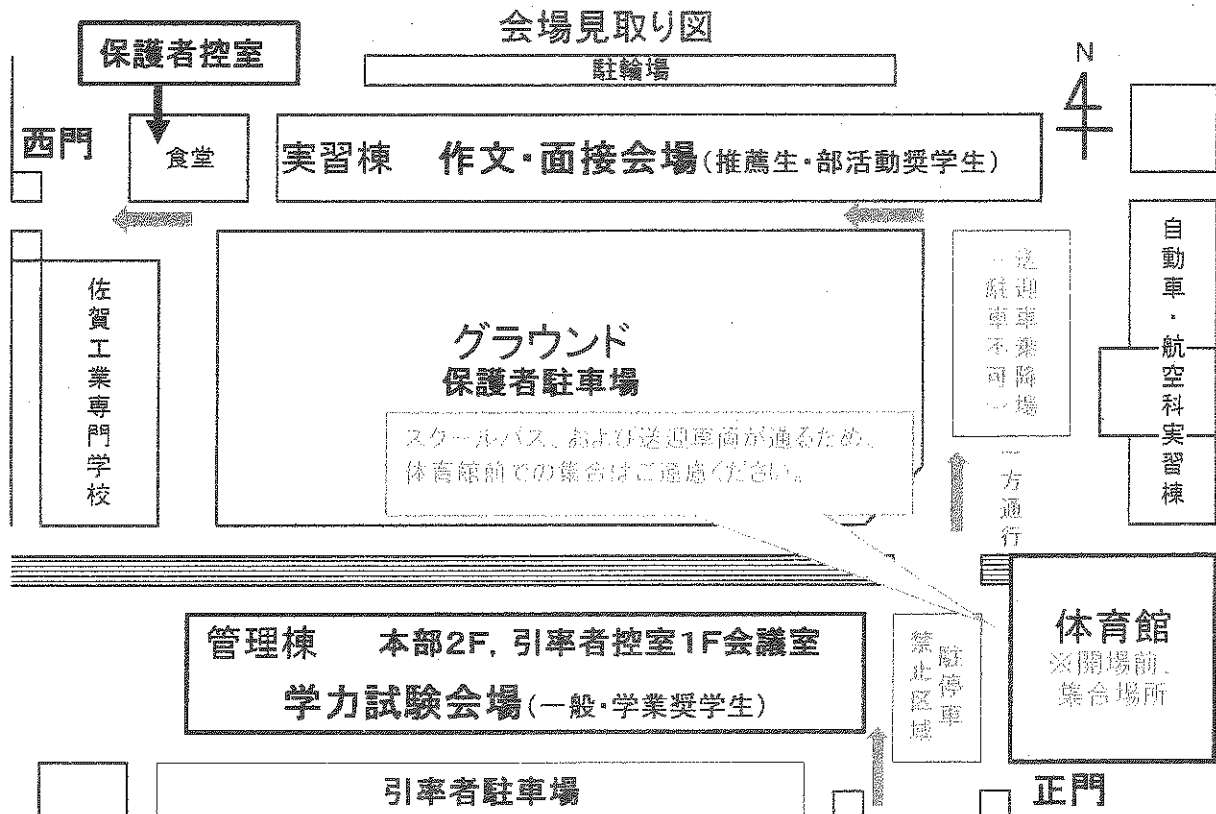 会場見取り図
保護者控室
駐輪場
N
西門
食堂
実習棟 作文・面接会場(推薦生・部活動奨学生)
佐賀工業専門学校
グラウンド
保護者駐車場
送迎車乗降場
(駐車不可)
自動車・航空科実習棟
スクールバス、および送迎車両が通るため、
体育館前での集合はご遠慮ください。
一方通行
管理棟 本部2F, 引率者控室1F会議室
学力試験会場(一般・学業奨学生)
駐停車
禁止区域
体育館
※開場前、
集合場所
引率者駐車場
正門